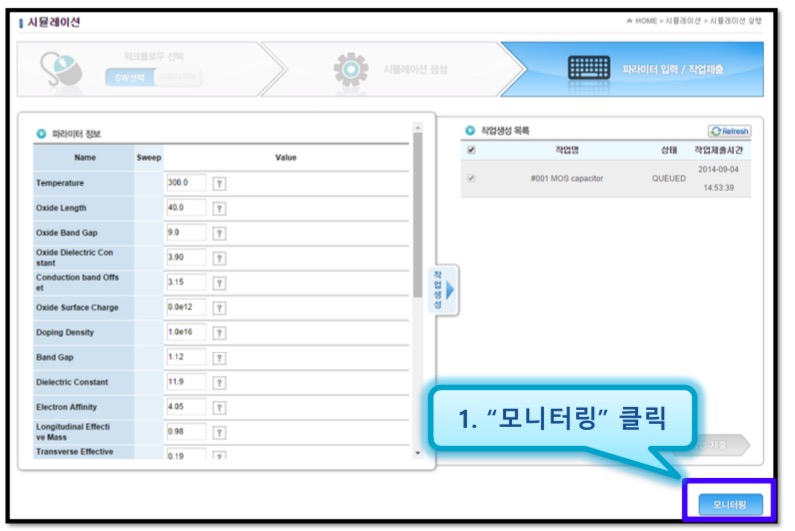 시뮬레이션
HOME > 시뮬레이션 > 시뮬레이션 실행
워크플로우 선택
SW선택
시뮬레이션 생성
파라미터 입력 / 작업제출
파라미터 정보
Name Sweep Value
Temperature 300.0 ?
Oxide Length 40.0 ?
Oxide Band Gap 9.0 ?
Oxide Dielectric Con
stant 3.90 ?
Conduction band Offs
et 3.15 ?
Oxide Surface Charge 0.0e12 ?
Doping Density 1.0e16 ?
Band Gap 1.12 ?
Dielectric Constant 11.9 ?
Electron Affinity 4.05 ?
Longitudinal Effecti
ve Mass 0.98 ?
Transverse Effective 0.19 ?
작업생성
작업생성 목록
Refresh
작업명 상태 작업제출시간
#001 MOS capacitor QUEUED 2014-09-04
14:53:39
1. “모니터링” 클릭
모니터링